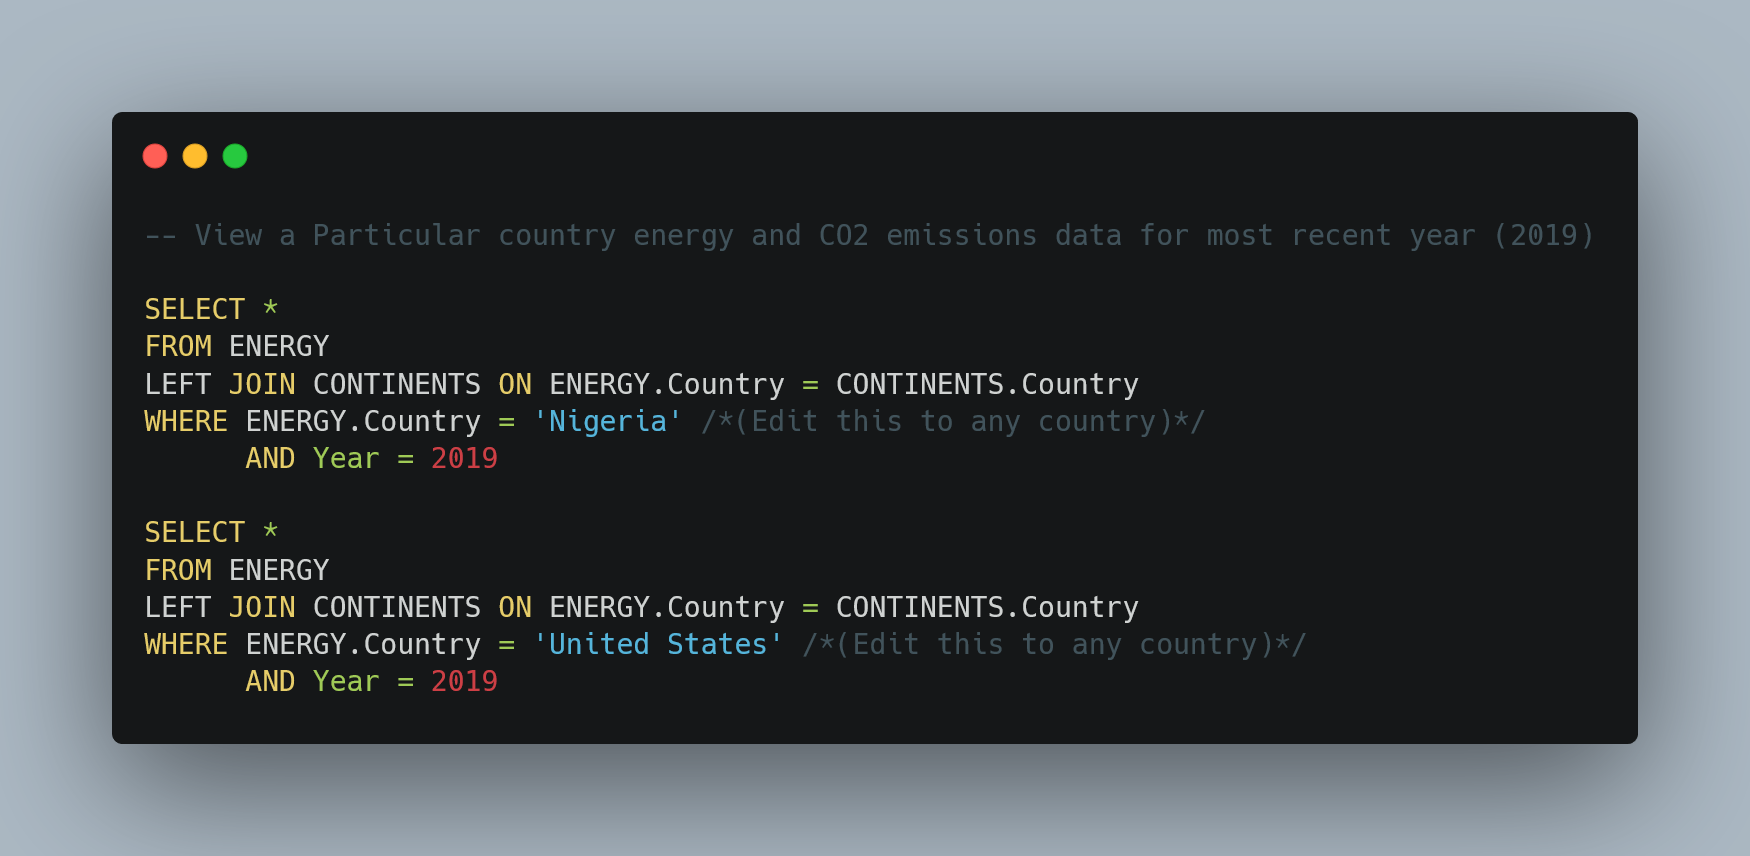 -- View a Particular country energy and CO2 emissions data for most recent year (2019)
SELECT *
FROM ENERGY
LEFT JOIN CONTINENTS ON ENERGY.Country = CONTINENTS.Country
WHERE ENERGY.Country = 'Nigeria' /*(Edit this to any country)*/
      AND Year = 2019
SELECT *
FROM ENERGY
LEFT JOIN CONTINENTS ON ENERGY.Country = CONTINENTS.Country
WHERE ENERGY.Country = 'United States' /*(Edit this to any country)*/
      AND Year = 2019